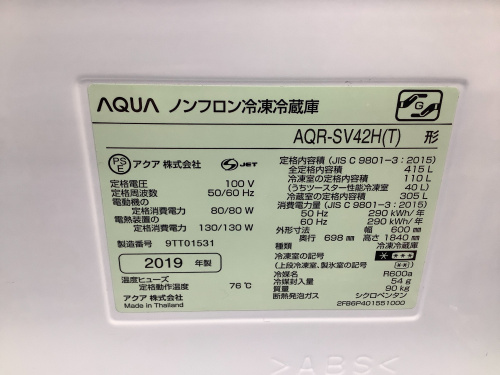 AQUA ノンフロン冷凍冷蔵庫
G
AQR-SV42H(T) 形
PS E アクア 株式会社 S JET
定格電圧 100 V
定格周波数 50/60 Hz
電動機の
定格消費電力 80/80 W
電熱装置の
定格消費電力 130/130 W
製造番号 9TT01531
2019 年製
温度ヒューズ
定格動作温度 76℃
アクア 株式会社
Made in Thailand
定格内容積 (JIS C 9801-3 : 2015)
全定格内容積 415 L
冷凍室の定格内容積 110 L
(うちツースター性能冷凍室 40 L)
冷蔵室の定格内容積 305 L
消費電力量 (JIS C 9801-3 : 2015)
50 Hz 290 kWh/ 年
60 Hz 290 kWh/ 年
外形寸法 幅 600 mm
奥行 698 mm 高さ 1840 mm
種類 冷凍冷蔵庫
冷凍室の記号 * ***
(上段冷凍室、製氷室の記号 **)
冷媒名 R600a
冷媒封入量 54 g
質量 90 kg
断熱発泡ガス シクロペンタン
2FB6P401551000
>ABS<